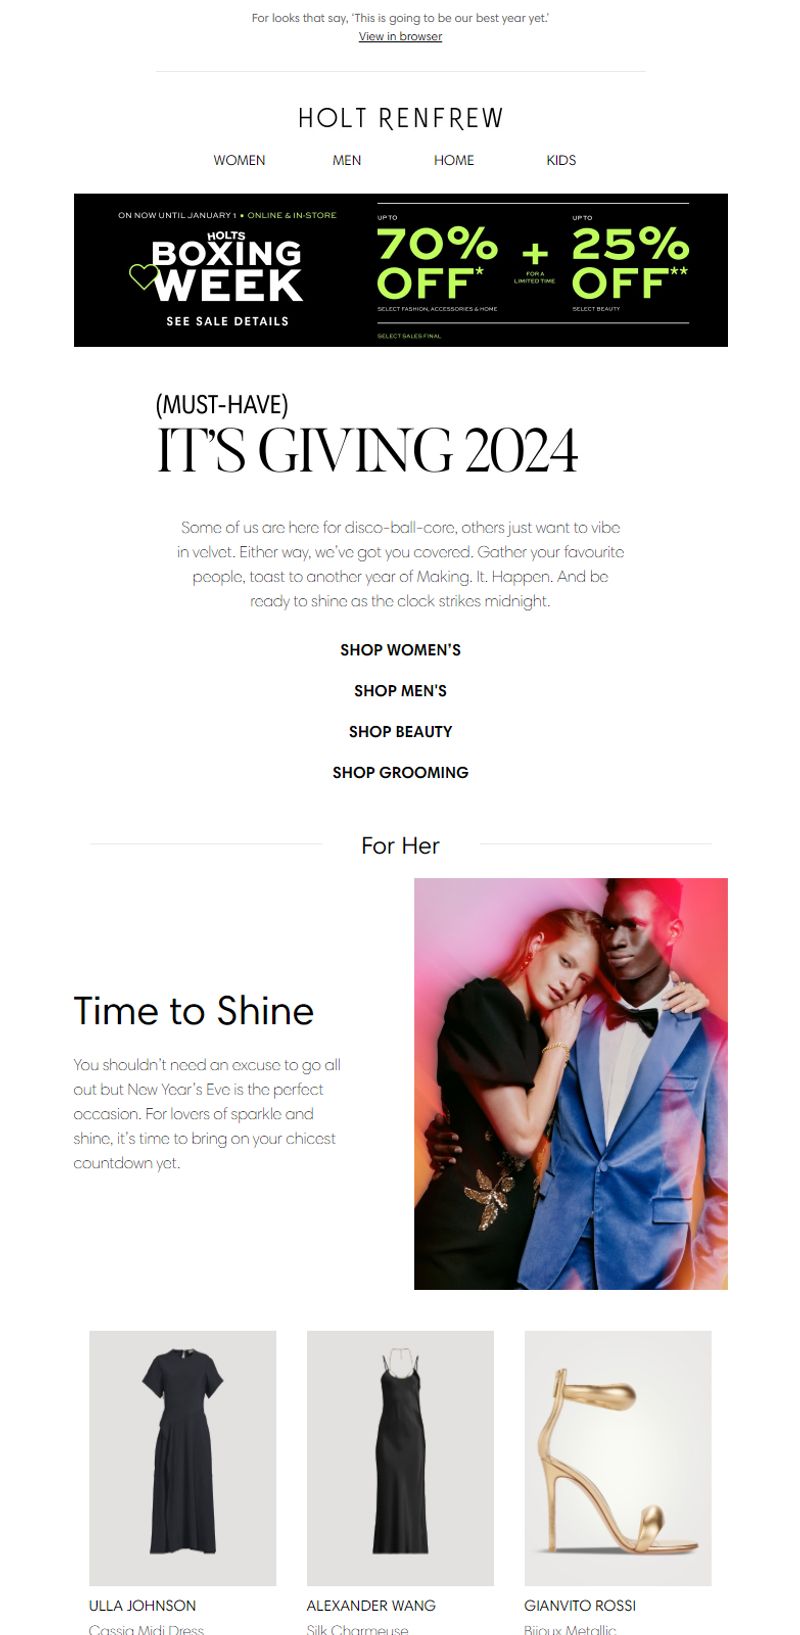 For looks that say, ‘This is going to be our best year yet.’
View in browser
HOLT RENFREW
WOMEN MEN HOME KIDS
ON NOW UNTIL JANUARY 1 • ONLINE & IN-STORE
HOLTS
BOXING
WEEK
SEE SALE DETAILS
UP TO
70%
OFF*
SELECT FASHION, ACCESSORIES & HOME
+
FOR A
LIMITED TIME
UP TO
25%
OFF**
SELECT BEAUTY
SELECT SALES FINAL
(MUST-HAVE)
IT’S GIVING 2024
Some of us are here for disco-ball-core, others just want to vibe
in velvet. Either way, we’ve got you covered. Gather your favourite
people, toast to another year of Making. It. Happen. And be
ready to shine as the clock strikes midnight.
SHOP WOMEN’S
SHOP MEN’S
SHOP BEAUTY
SHOP GROOMING
For Her
Time to Shine
You shouldn’t need an excuse to go all
out but New Year’s Eve is the perfect
occasion. For lovers of sparkle and
shine, it’s time to bring on your chicest
countdown yet.
ULLA JOHNSON
Cassia Midi Dress
ALEXANDER WANG
Silk Charmeuse
GIANVITO ROSSI
Bijoux Metallic